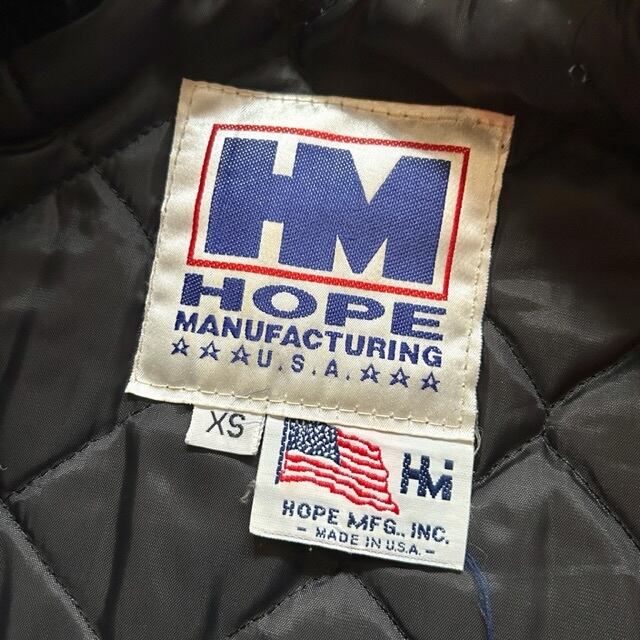 HM
HOPE
MANUFACTURING
☆☆☆U.S.A.☆☆☆
XS
HM
HOPE MFG., INC.
- MADE IN U.S.A. -